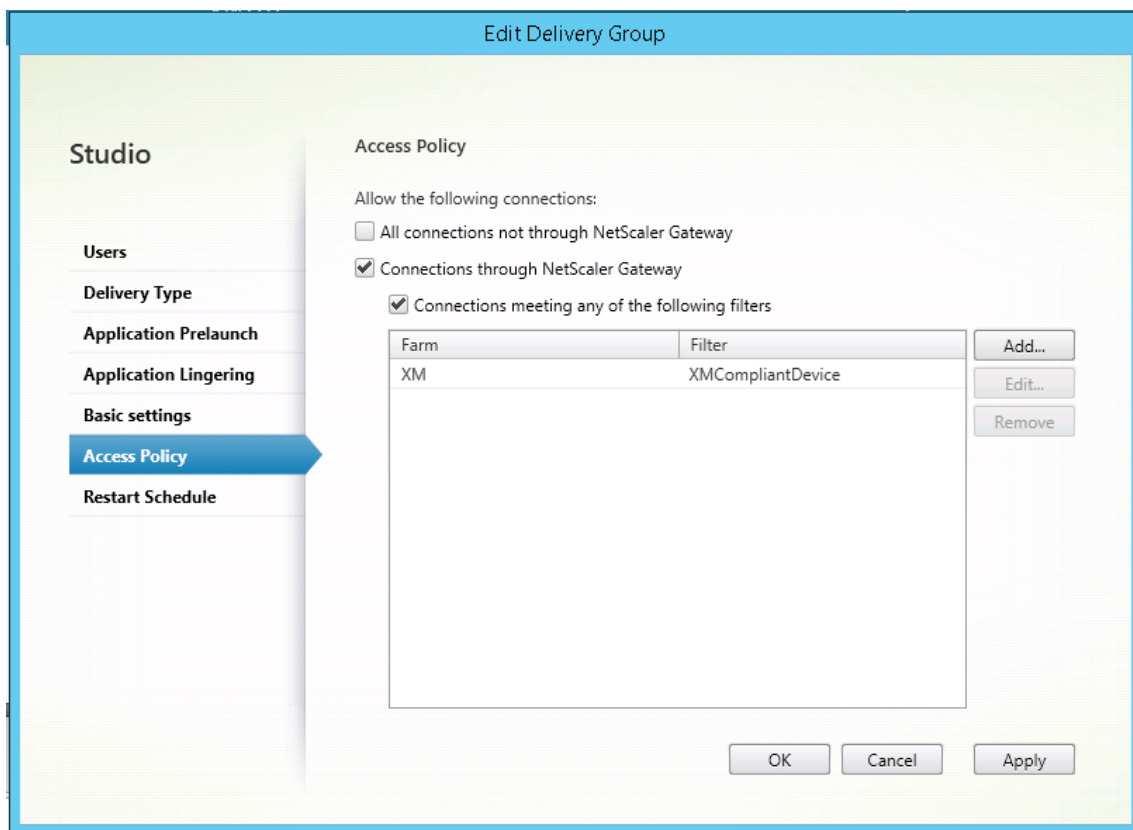 Edit Delivery Group
Studio
Users
Delivery Type
Application Prelaunch
Application Lingering
Basic settings
Access Policy
Restart Schedule
Access Policy
Allow the following connections:
All connections not through NetScaler Gateway
Connections through NetScaler Gateway
Connections meeting any of the following filters
Farm Filter
XM XMCompliantDevice
Add...
Edit...
Remove
OK Cancel Apply